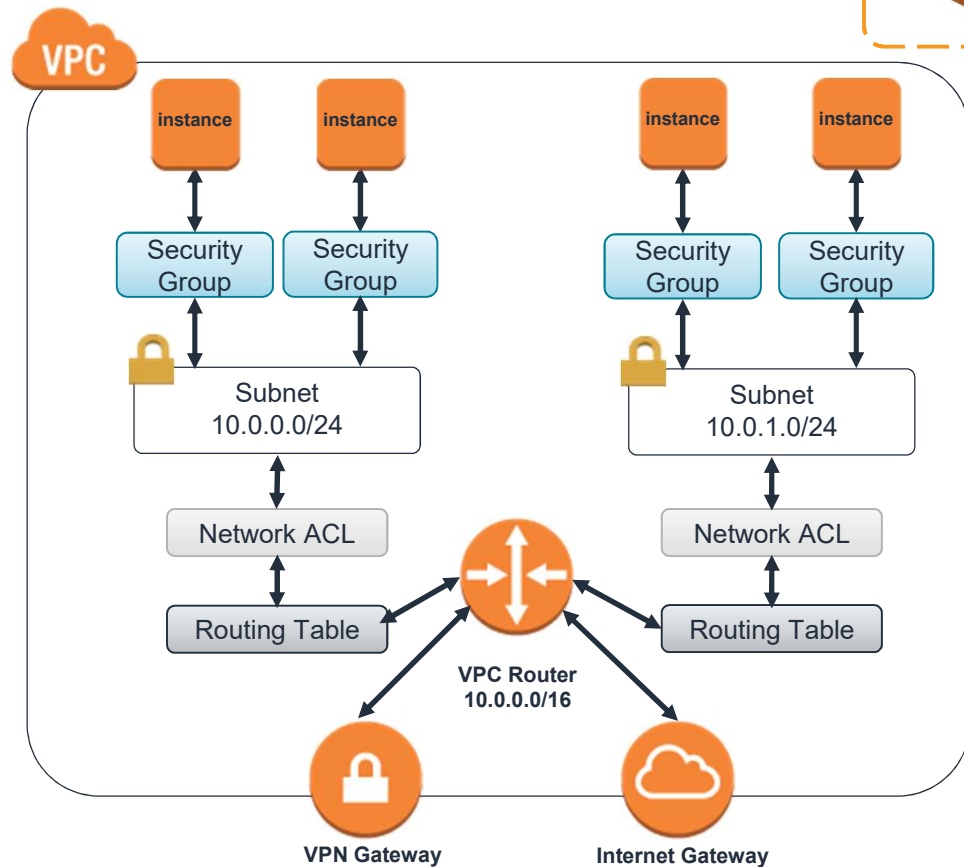 VPC
instance
instance
instance
instance
Security
Group
Security
Group
Security
Group
Security
Group
Subnet
10.0.0.0/24
Subnet
10.0.1.0/24
Network ACL
Network ACL
Routing Table
Routing Table
VPC Router
10.0.0.0/16
VPN Gateway
Internet Gateway